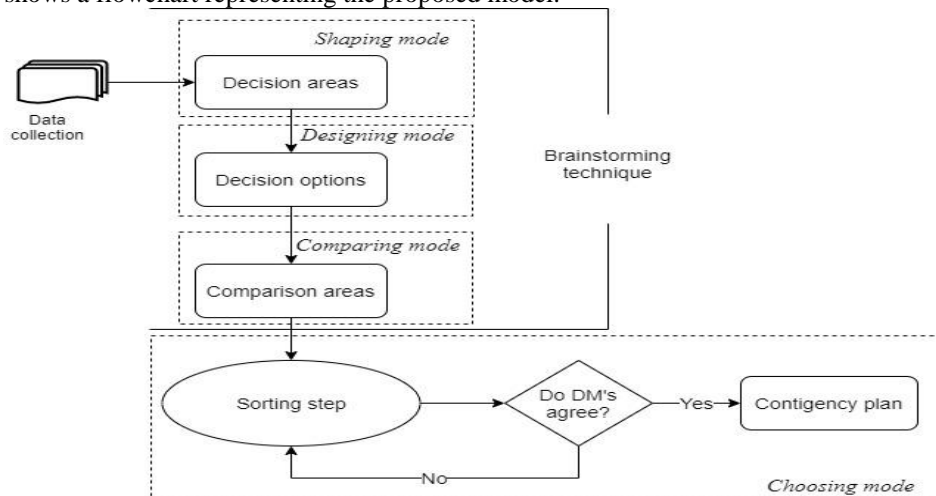 shows a flowchart representing the proposed model.
Shaping mode
Decision areas
Data
collection
Designing mode
Decision options
Brainstorming
technique
Comparing mode
Comparison areas
Sorting step
Do DM's
agree?
Yes
Contigency plan
No
Choosing mode